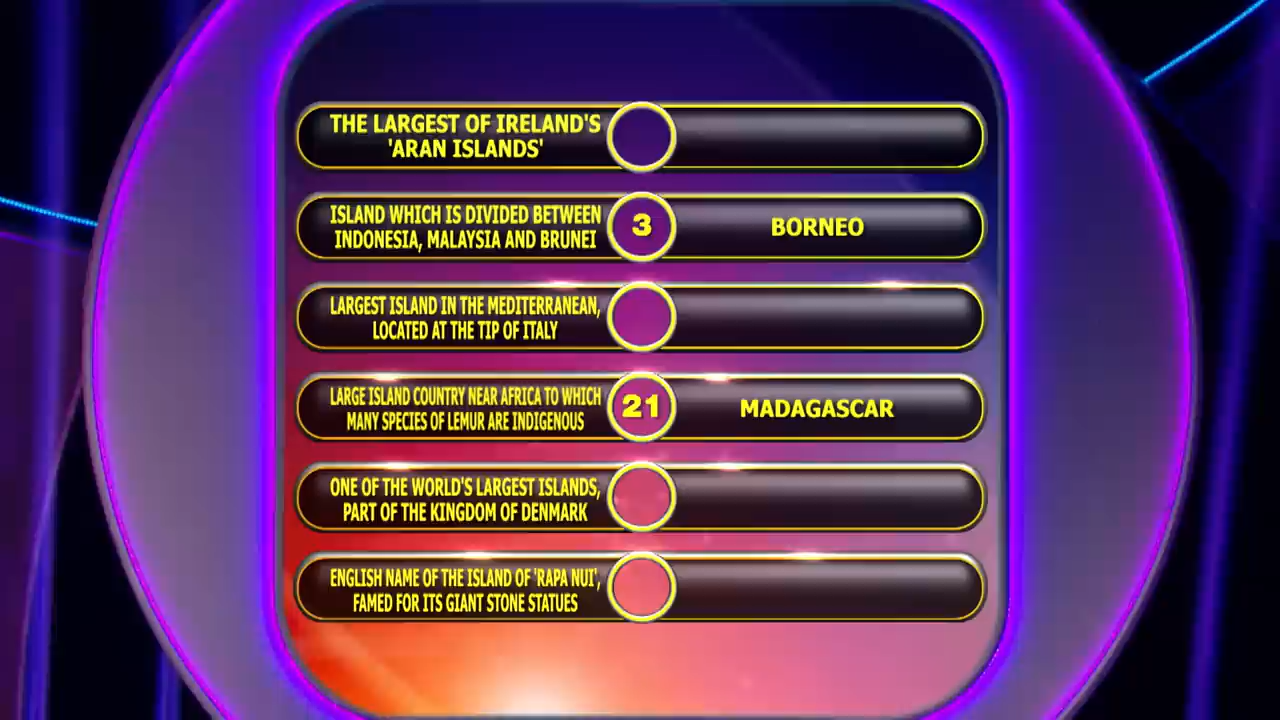 THE LARGEST OF IRELAND'S
'ARAN ISLANDS'
ISLAND WHICH IS DIVIDED BETWEEN
INDONESIA, MALAYSIA AND BRUNEI
3
BORNEO
LARGEST ISLAND IN THE MEDITERRANEAN,
LOCATED AT THE TIP OF ITALY
LARGE ISLAND COUNTRY NEAR AFRICA TO WHICH
MANY SPECIES OF LEMUR ARE INDIGENOUS
21
MADAGASCAR
ONE OF THE WORLD'S LARGEST ISLANDS,
PART OF THE KINGDOM OF DENMARK
ENGLISH NAME OF THE ISLAND OF 'RAPA NUI',
FAMED FOR ITS GIANT STONE STATUES